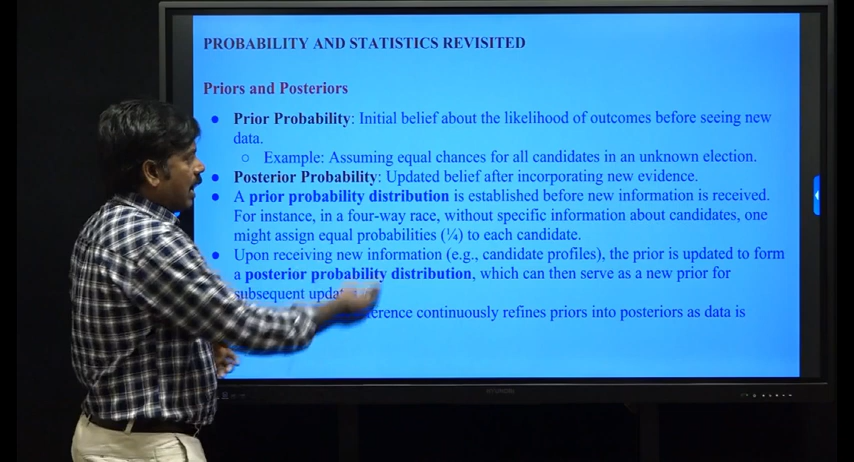 PROBABILITY AND STATISTICS REVISITED
Priors and Posteriors
● Prior Probability: Initial belief about the likelihood of outcomes before seeing new
data.
○ Example: Assuming equal chances for all candidates in an unknown election.
● Posterior Probability: Updated belief after incorporating new evidence.
● A prior probability distribution is established before new information is received.
For instance, in a four-way race, without specific information about candidates, one
might assign equal probabilities (¼) to each candidate.
● Upon receiving new information (e.g., candidate profiles), the prior is updated to form
a posterior probability distribution, which can then serve as a new prior for
subsequent
continuously refines priors into posteriors as data is